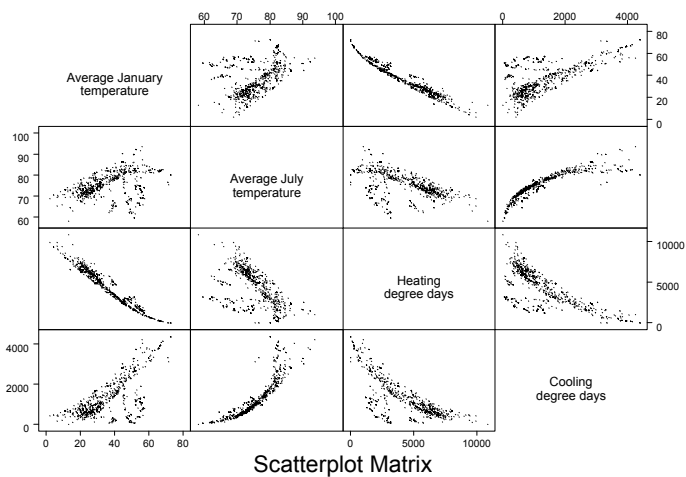 60 70 80 90 100
0 2000 4400
Average January
temperature
80
60
40
20
0
100
90
80
70
60
Average July
temperature
Heating
degree days
10000
5000
0
4000
2000
0
Cooling
degree days
0 20 40 60 80
0 5000 10000
Scatterplot Matrix